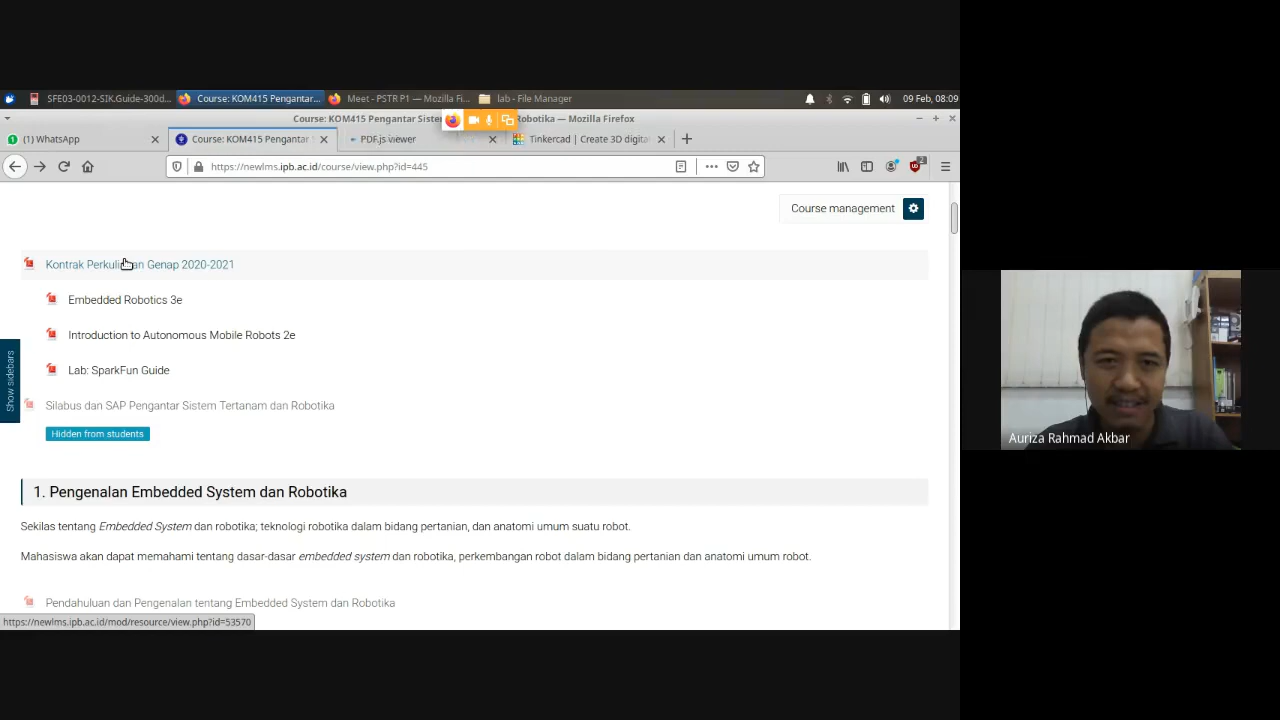 SFE03-0012-SIK.Guide-300d...
Course: KOM415 Pengantar...
Meet - PSTR P1 — Mozilla Fi...
lab - File Manager
09 Feb, 08:09
Course: KOM415 Pengantar Sister
Robotika — Mozilla Firefox
(1) WhatsApp
Course: KOM415 Pengantar
PDF.js viewer
Tinkercad | Create 3D digita
https://newlms.ipb.ac.id/course/view.php?id=445
2
Course management
Kontrak Perkuli an Genap 2020-2021
Embedded Robotics 3e
Introduction to Autonomous Mobile Robots 2e
Lab: SparkFun Guide
Show sidebars
Silabus dan SAP Pengantar Sistem Tertanam dan Robotika
Hidden from students
Auriza Rahmad Akbar
1. Pengenalan Embedded System dan Robotika
Sekilas tentang Embedded System dan robotika; teknologi robotika dalam bidang pertanian, dan anatomi umum suatu robot.
Mahasiswa akan dapat memahami tentang dasar-dasar embedded system dan robotika, perkembangan robot dalam bidang pertanian dan anatomi umum robot.
Pendahuluan dan Pengenalan tentang Embedded System dan Robotika
https://newlms.ipb.ac.id/mod/resource/view.php?id=53570